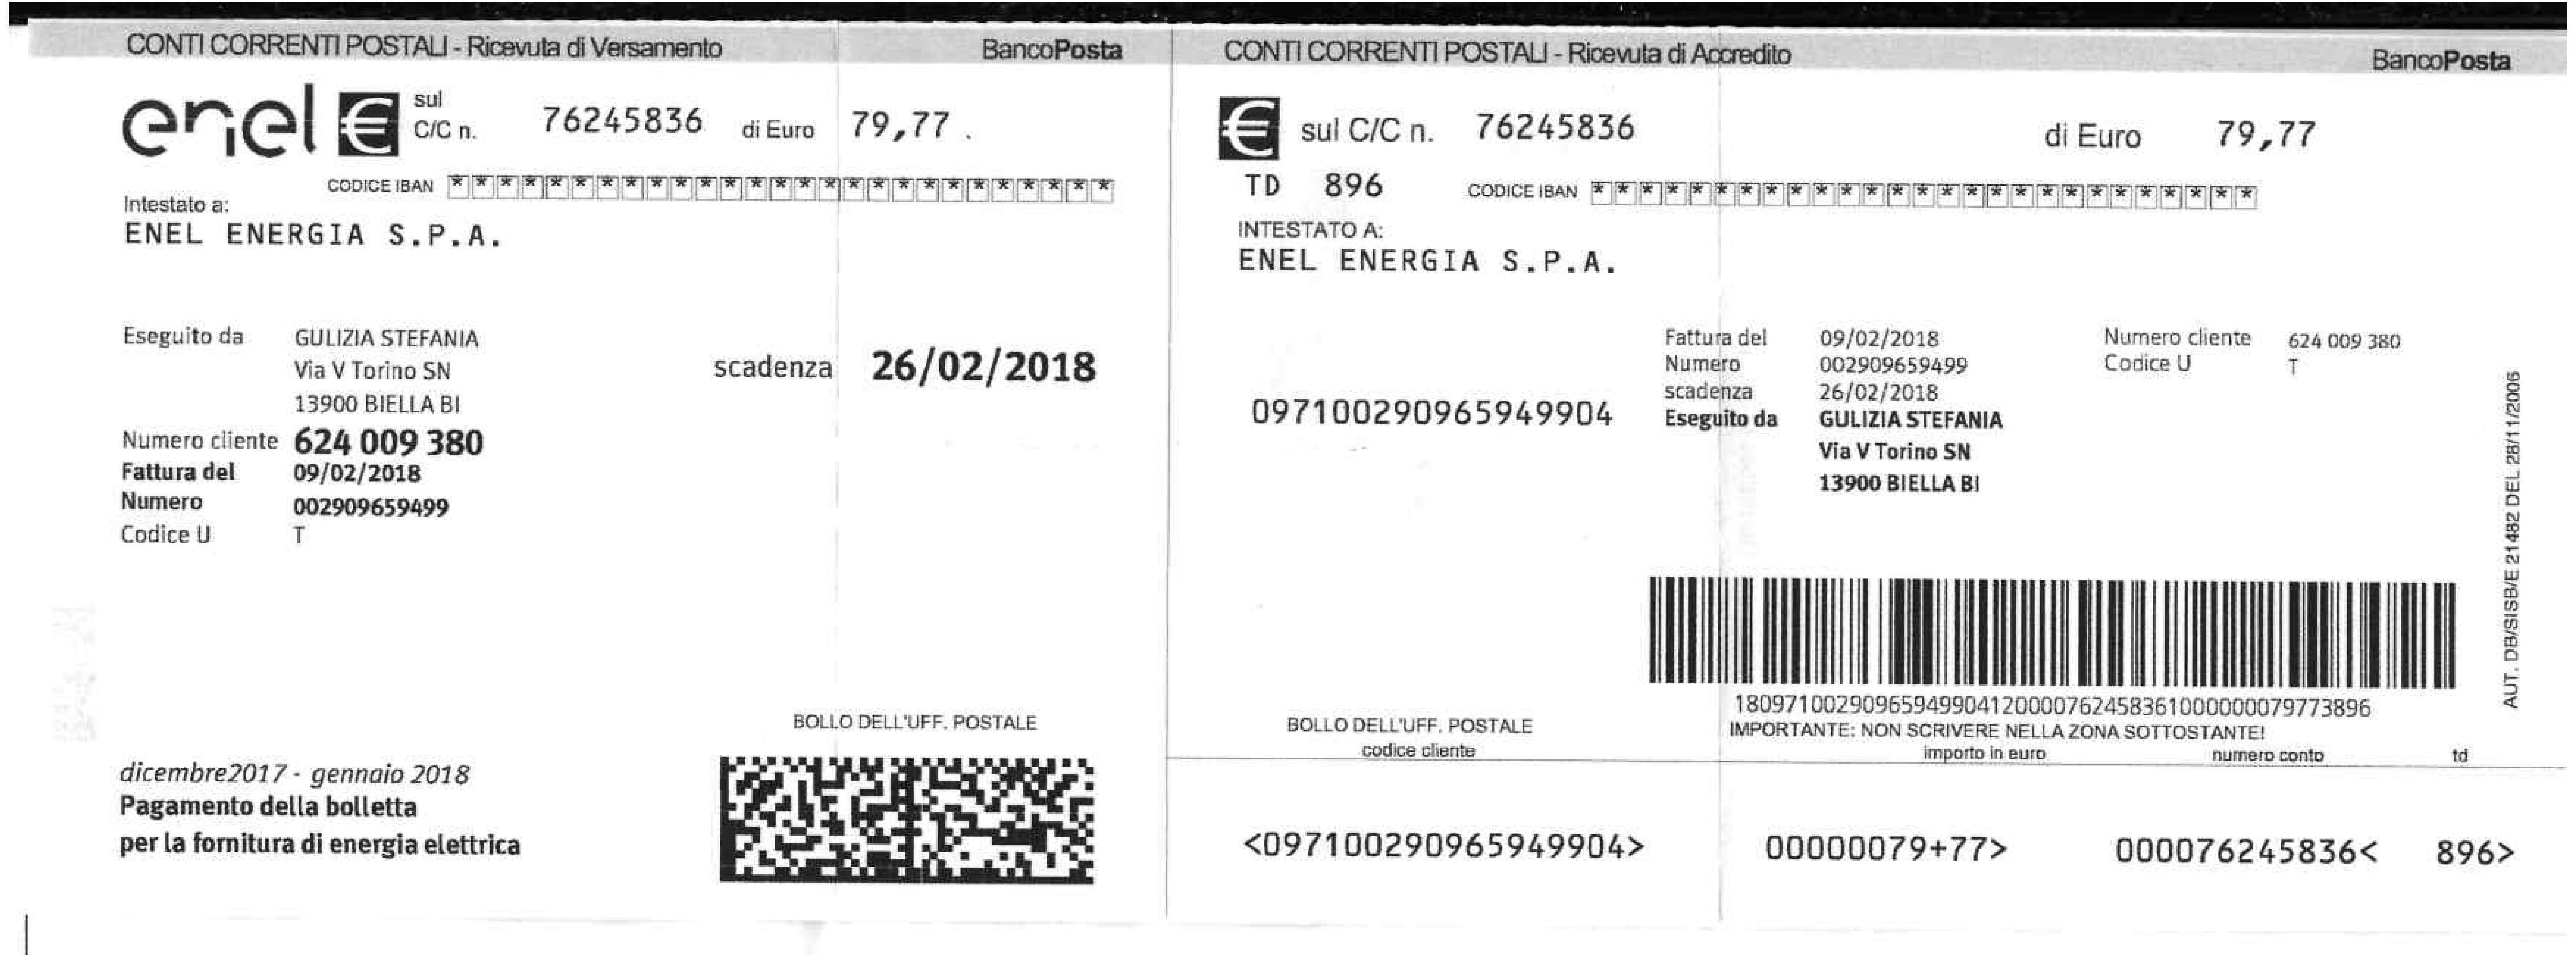 CONTI CORRENTI POSTALI - Ricevuta di Versamento BancoPosta
enel € sul C/C n. 76245836 di Euro 79,77 .
CODICE IBAN * * * * * * * * * * * * * * * * * * * * * * * * * * *
Intestato a:
ENEL ENERGIA S.P.A.
Eseguito da GULIZIA STEFANIA
Via V Torino SN
13900 BIELLA BI
scadenza 26/02/2018
Numero cliente 624 009 380
Fattura del 09/02/2018
Numero 002909659499
Codice U T
BOLLO DELL'UFF. POSTALE
dicembre2017 - gennaio 2018
Pagamento della bolletta
per la fornitura di energia elettrica
CONTI CORRENTI POSTALI - Ricevuta di Accredito BancoPosta
€ sul C/C n. 76245836 di Euro 79,77
TD 896 CODICE IBAN * * * * * * * * * * * * * * * * * * * * * * * * * * *
INTESTATO A:
ENEL ENERGIA S.P.A.
Fattura del 09/02/2018 Numero cliente 624 009 380
Numero 002909659499 Codice U T
scadenza 26/02/2018
097100290965949904 Eseguito da GULIZIA STEFANIA
Via V Torino SN
13900 BIELLA BI
AUT. DB/SISB/E 21482 DEL 28/11/2006
18097100290965949904120000762458361000000079773896
BOLLO DELL'UFF. POSTALE IMPORTANTE: NON SCRIVERE NELLA ZONA SOTTOSTANTE!
codice cliente importo in euro numero conto td
<097100290965949904> 00000079+77> 000076245836< 896>